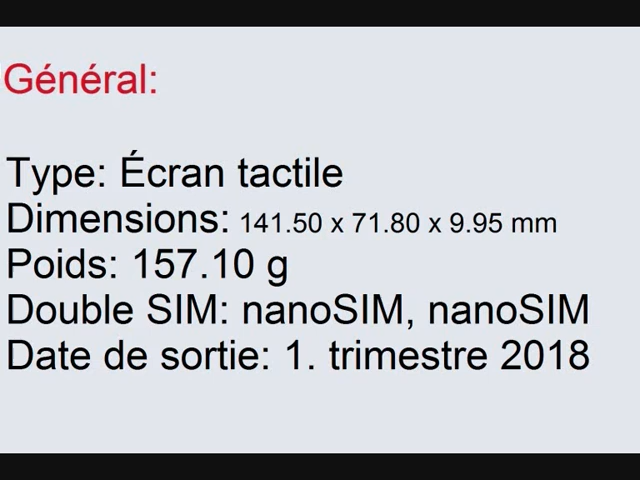 Général:
Type: Écran tactile
Dimensions: 141.50 x 71.80 x 9.95 mm
Poids: 157.10 g
Double SIM: nanoSIM, nanoSIM
Date de sortie: 1. trimestre 2018